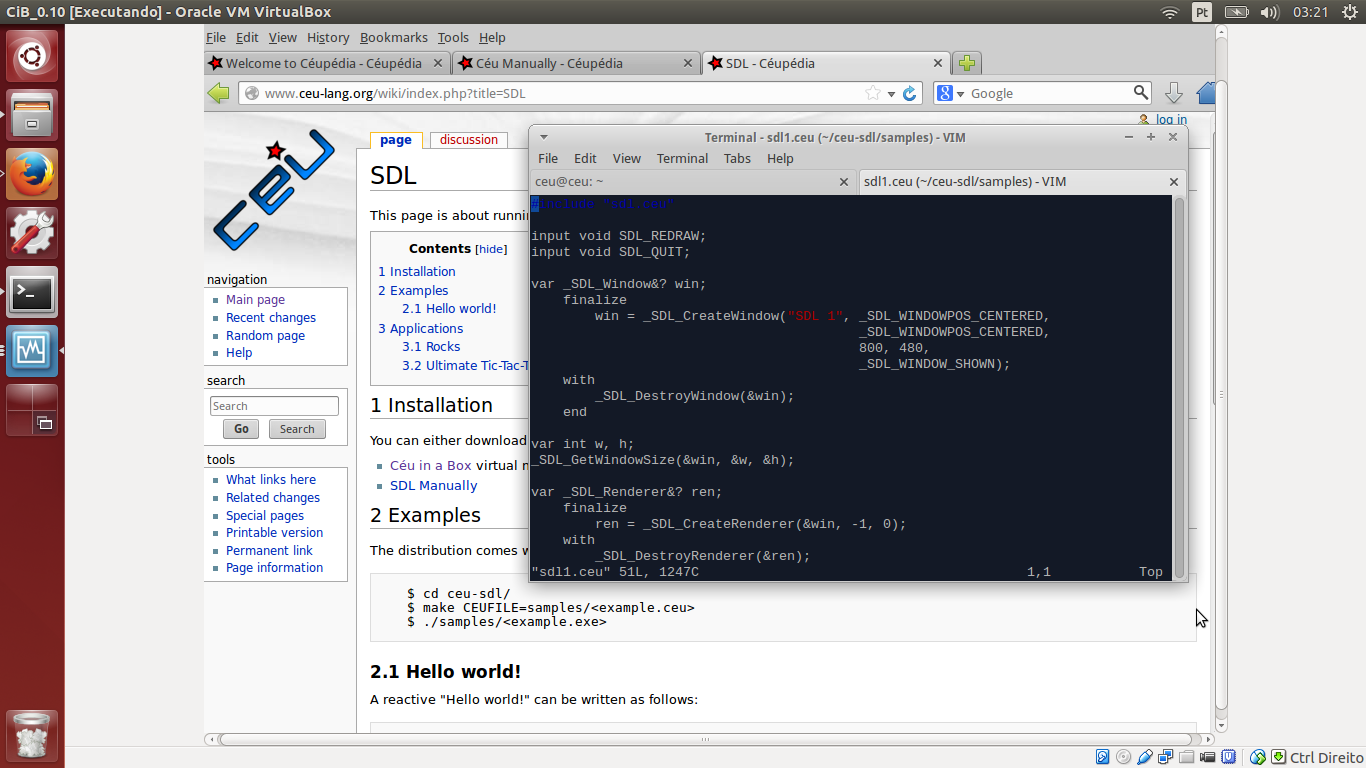 CiB_0.10 [Executando] - Oracle VM VirtualBox
Pt
03:21
File Edit View History Bookmarks Tools Help
Welcome to Céupédia - Céupédia
Céu Manually - Céupédia
SDL - Céupédia
www.ceu-lang.org/wiki/index.php?title=SDL
Google
log in
CÉU
page
discussion
SDL
This page is about runni
Contents [hide]
1 Installation
2 Examples
2.1 Hello world!
3 Applications
3.1 Rocks
3.2 Ultimate Tic-Tac-T
navigation
Main page
Recent changes
Random page
Help
search
Search
Go
Search
tools
What links here
Related changes
Special pages
Printable version
Permanent link
Page information
1 Installation
You can either download
Céu in a Box virtual m
SDL Manually
2 Examples
The distribution comes w
$ cd ceu-sdl/
$ make CEUFILE=samples/<example.ceu>
$ ./samples/<example.exe>
2.1 Hello world!
A reactive "Hello world!" can be written as follows:
Terminal - sdl1.ceu (~/ceu-sdl/samples) - VIM
File Edit View Terminal Tabs Help
ceu@ceu: ~
sdl1.ceu (~/ceu-sdl/samples) - VIM
#include "sdl.ceu"
input void SDL_REDRAW;
input void SDL_QUIT;
var _SDL_Window&? win;
finalize
win = _SDL_CreateWindow("SDL 1", _SDL_WINDOWPOS_CENTERED,
_SDL_WINDOWPOS_CENTERED,
800, 480,
_SDL_WINDOW_SHOWN);
with
_SDL_DestroyWindow(&win);
end
var int w, h;
_SDL_GetWindowSize(&win, &w, &h);
var _SDL_Renderer&? ren;
finalize
ren = _SDL_CreateRenderer(&win, -1, 0);
with
_SDL_DestroyRenderer(&ren);
"sdl1.ceu" 51L, 1247C 1,1 Top
Ctrl Direito